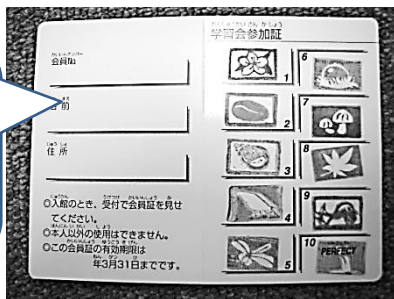 会員No.
名前
住所
◎入館のとき、受付で会員証を見せ
てください。
◎本人以外の使用はできません。
◎この会員証の有効期限は
年3月31日までです。
学習会参加証
1
2
3
4
5
6
7
8
9
10
PERFECT